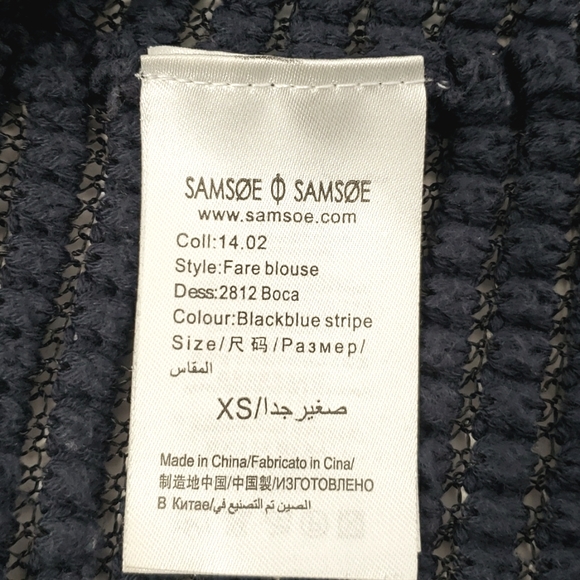 SAMSØE Φ SAMSØE
www.samsoe.com
Coll:14.02
Style:Fare blouse
Dess:2812 Boca
Colour:Blackblue stripe
Size/尺 码/Размер/
المقاس
XS/صغير جدا
Made in China/Fabricato in Cina/
制造地中国/中国製/ИЗГОТОВЛЕНО
В Китае/الصين تم التصنيع في